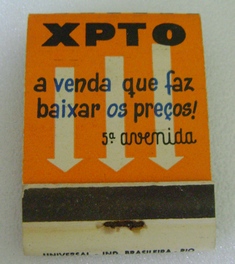 XPTO
a venda que faz
baixar os preços!
5ª avenida
UNIVERSAL - IND. BRASILEIRA - RIO